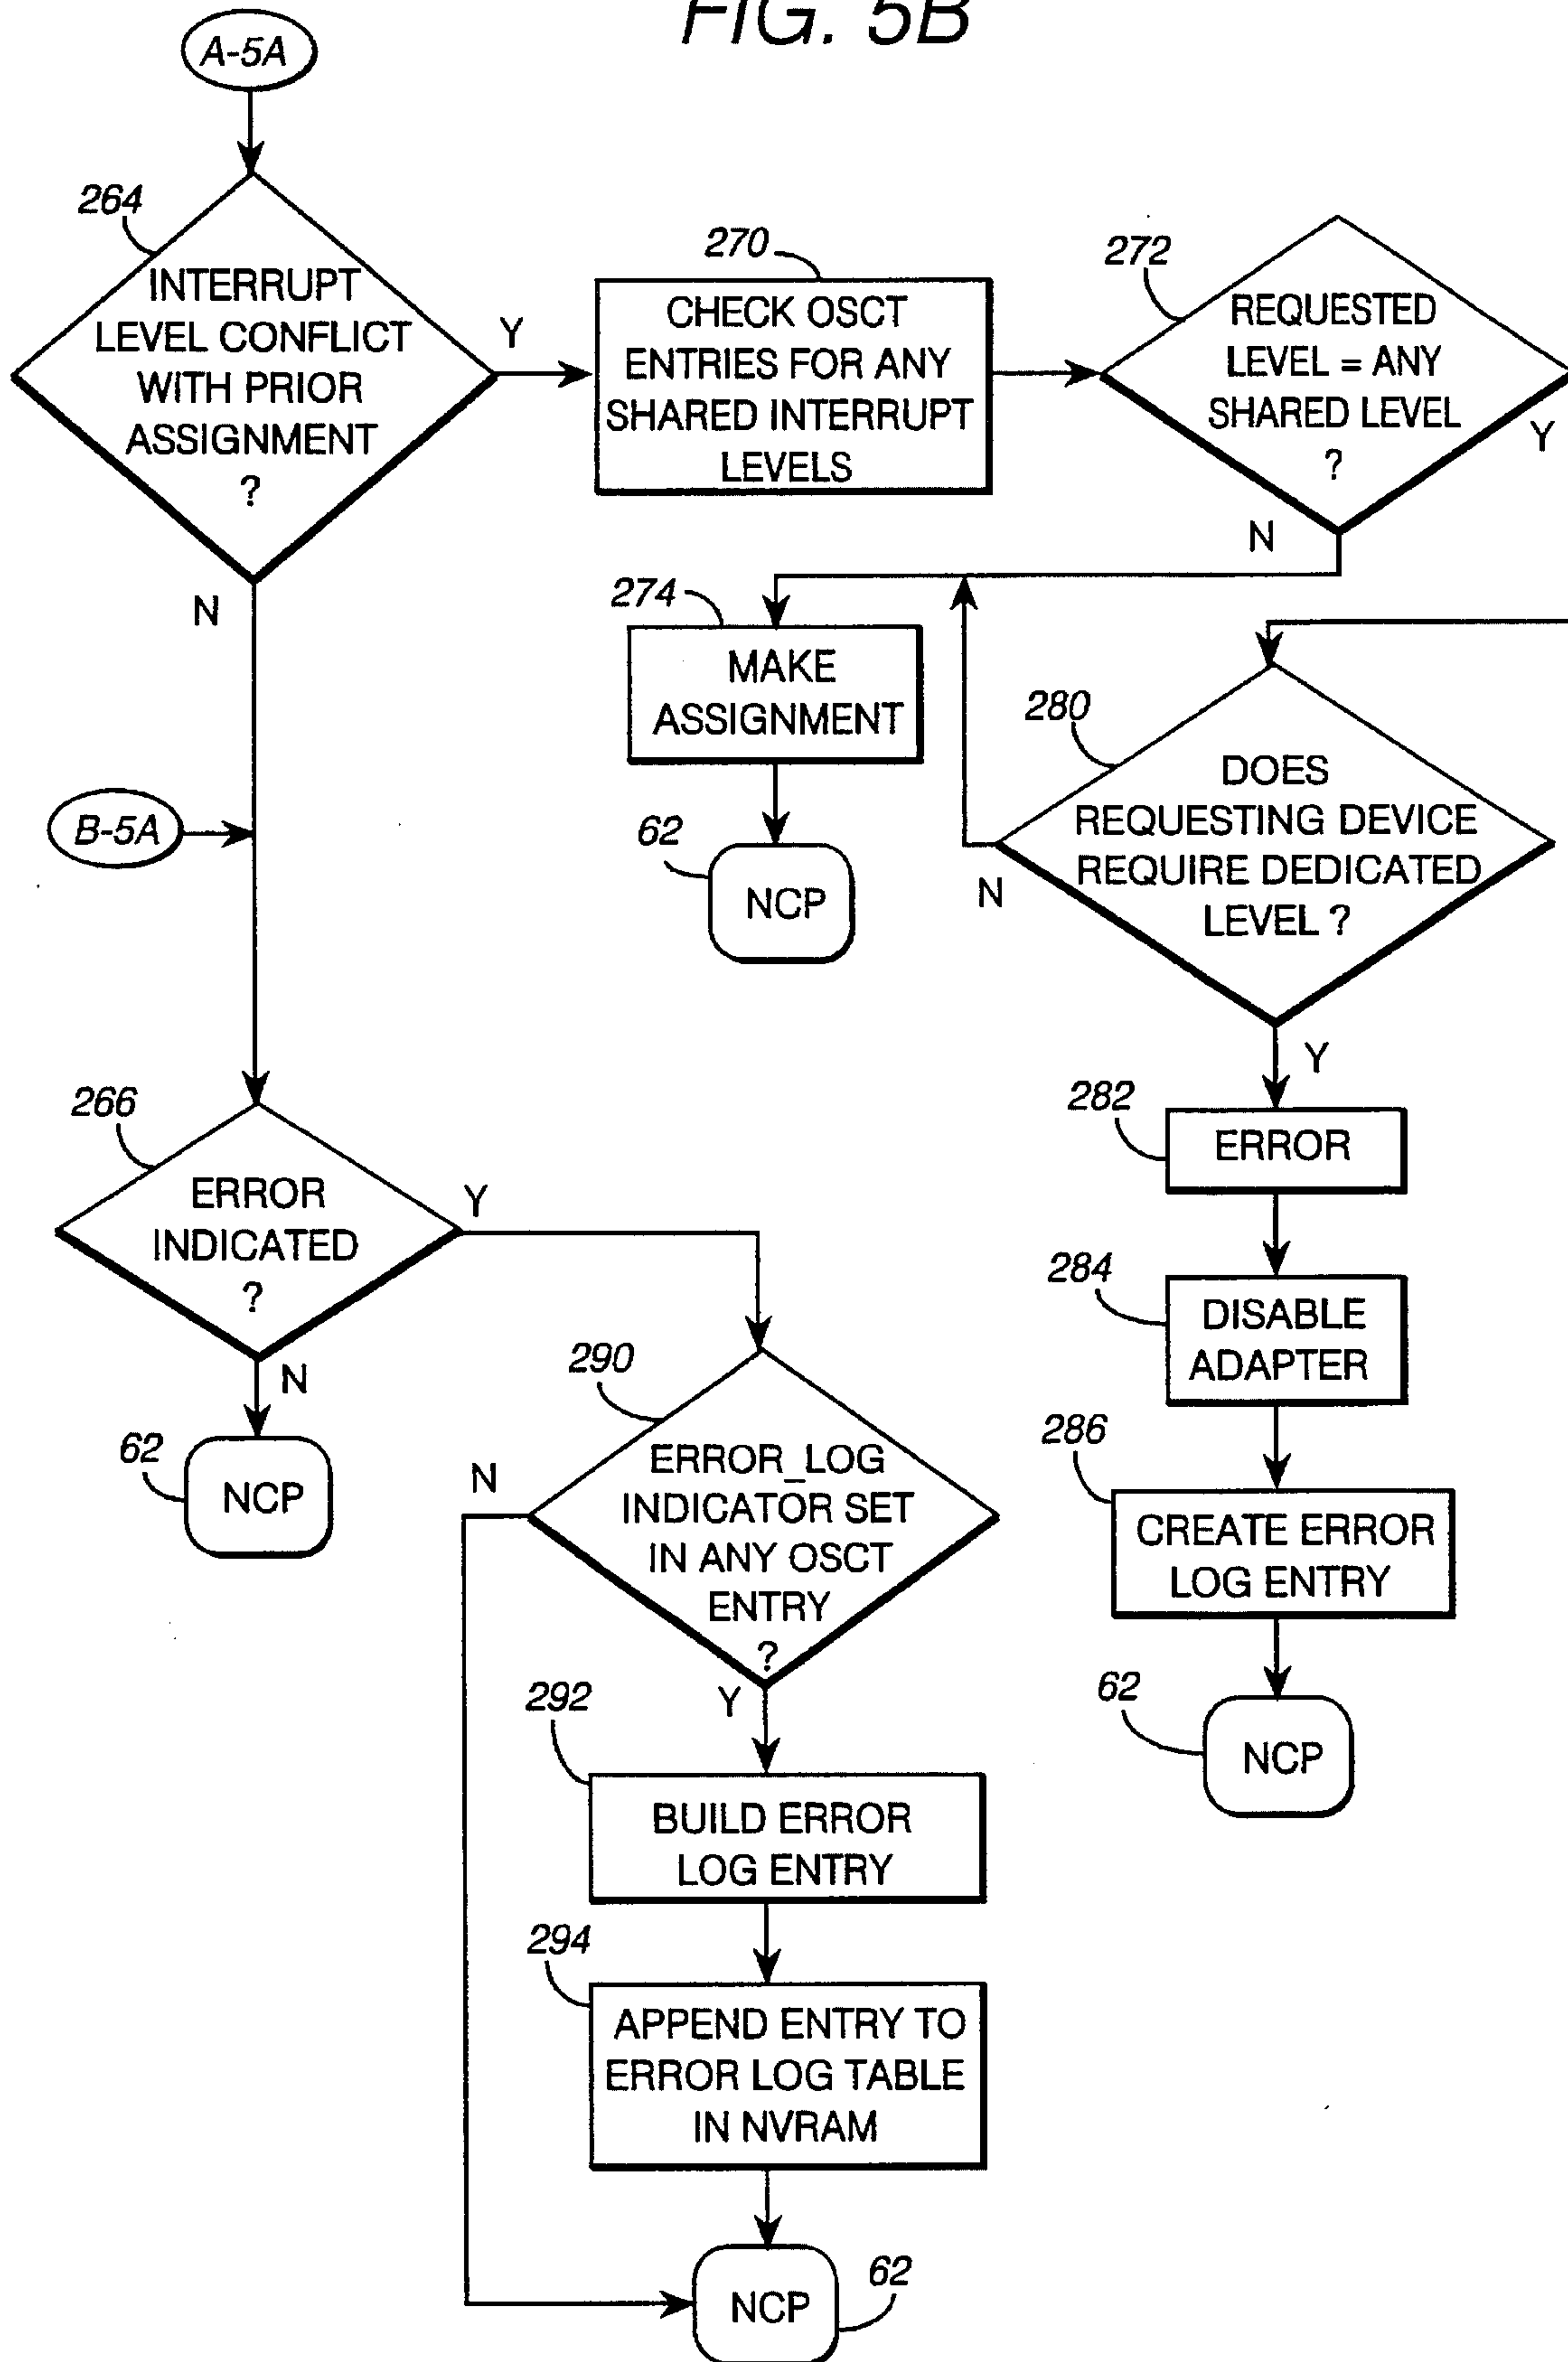 FIG. 5B
A-5A
264
INTERRUPT
LEVEL CONFLICT
WITH PRIOR
ASSIGNMENT
?
Y
N
270
CHECK OSCT
ENTRIES FOR ANY
SHARED INTERRUPT
LEVELS
272
REQUESTED
LEVEL = ANY
SHARED LEVEL
?
Y
N
274
MAKE
ASSIGNMENT
62
NCP
280
DOES
REQUESTING DEVICE
REQUIRE DEDICATED
LEVEL ?
N
Y
282
ERROR
284
DISABLE
ADAPTER
286
CREATE ERROR
LOG ENTRY
62
NCP
B-5A
266
ERROR
INDICATED
?
Y
N
62
NCP
290
ERROR_LOG
INDICATOR SET
IN ANY OSCT
ENTRY
?
N
Y
292
BUILD ERROR
LOG ENTRY
294
APPEND ENTRY TO
ERROR LOG TABLE
IN NVRAM
NCP
62